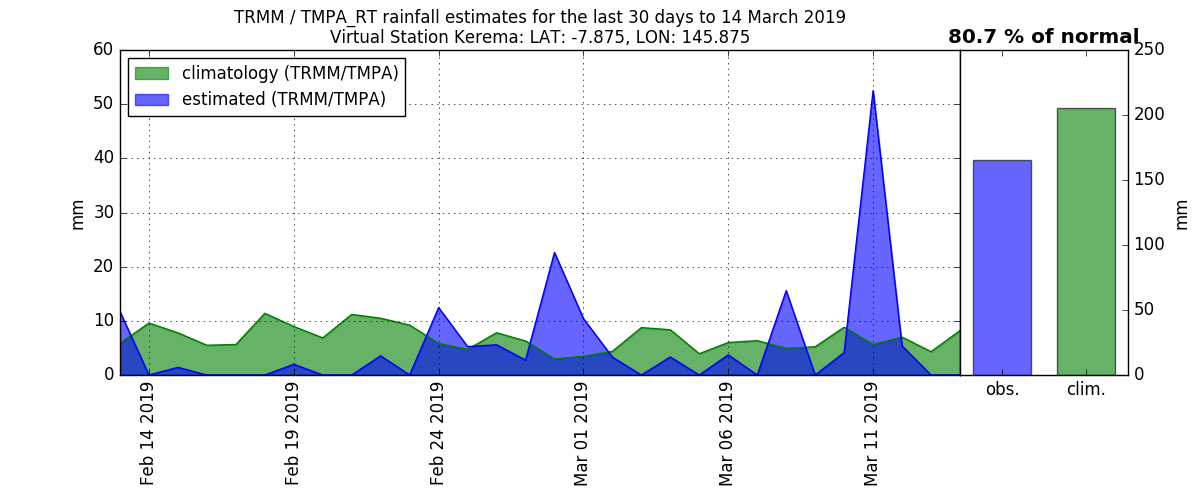 TRMM / TMPA_RT rainfall estimates for the last 30 days to 14 March 2019
Virtual Station Kerema: LAT: -7.875, LON: 145.875
80.7 % of normal
climatology (TRMM/TMPA)
estimated (TRMM/TMPA)
60
50
40
30
20
10
0
mm
Feb 14 2019
Feb 19 2019
Feb 24 2019
Mar 01 2019
Mar 06 2019
Mar 11 2019
obs.
clim.
250
200
150
100
50
0
mm